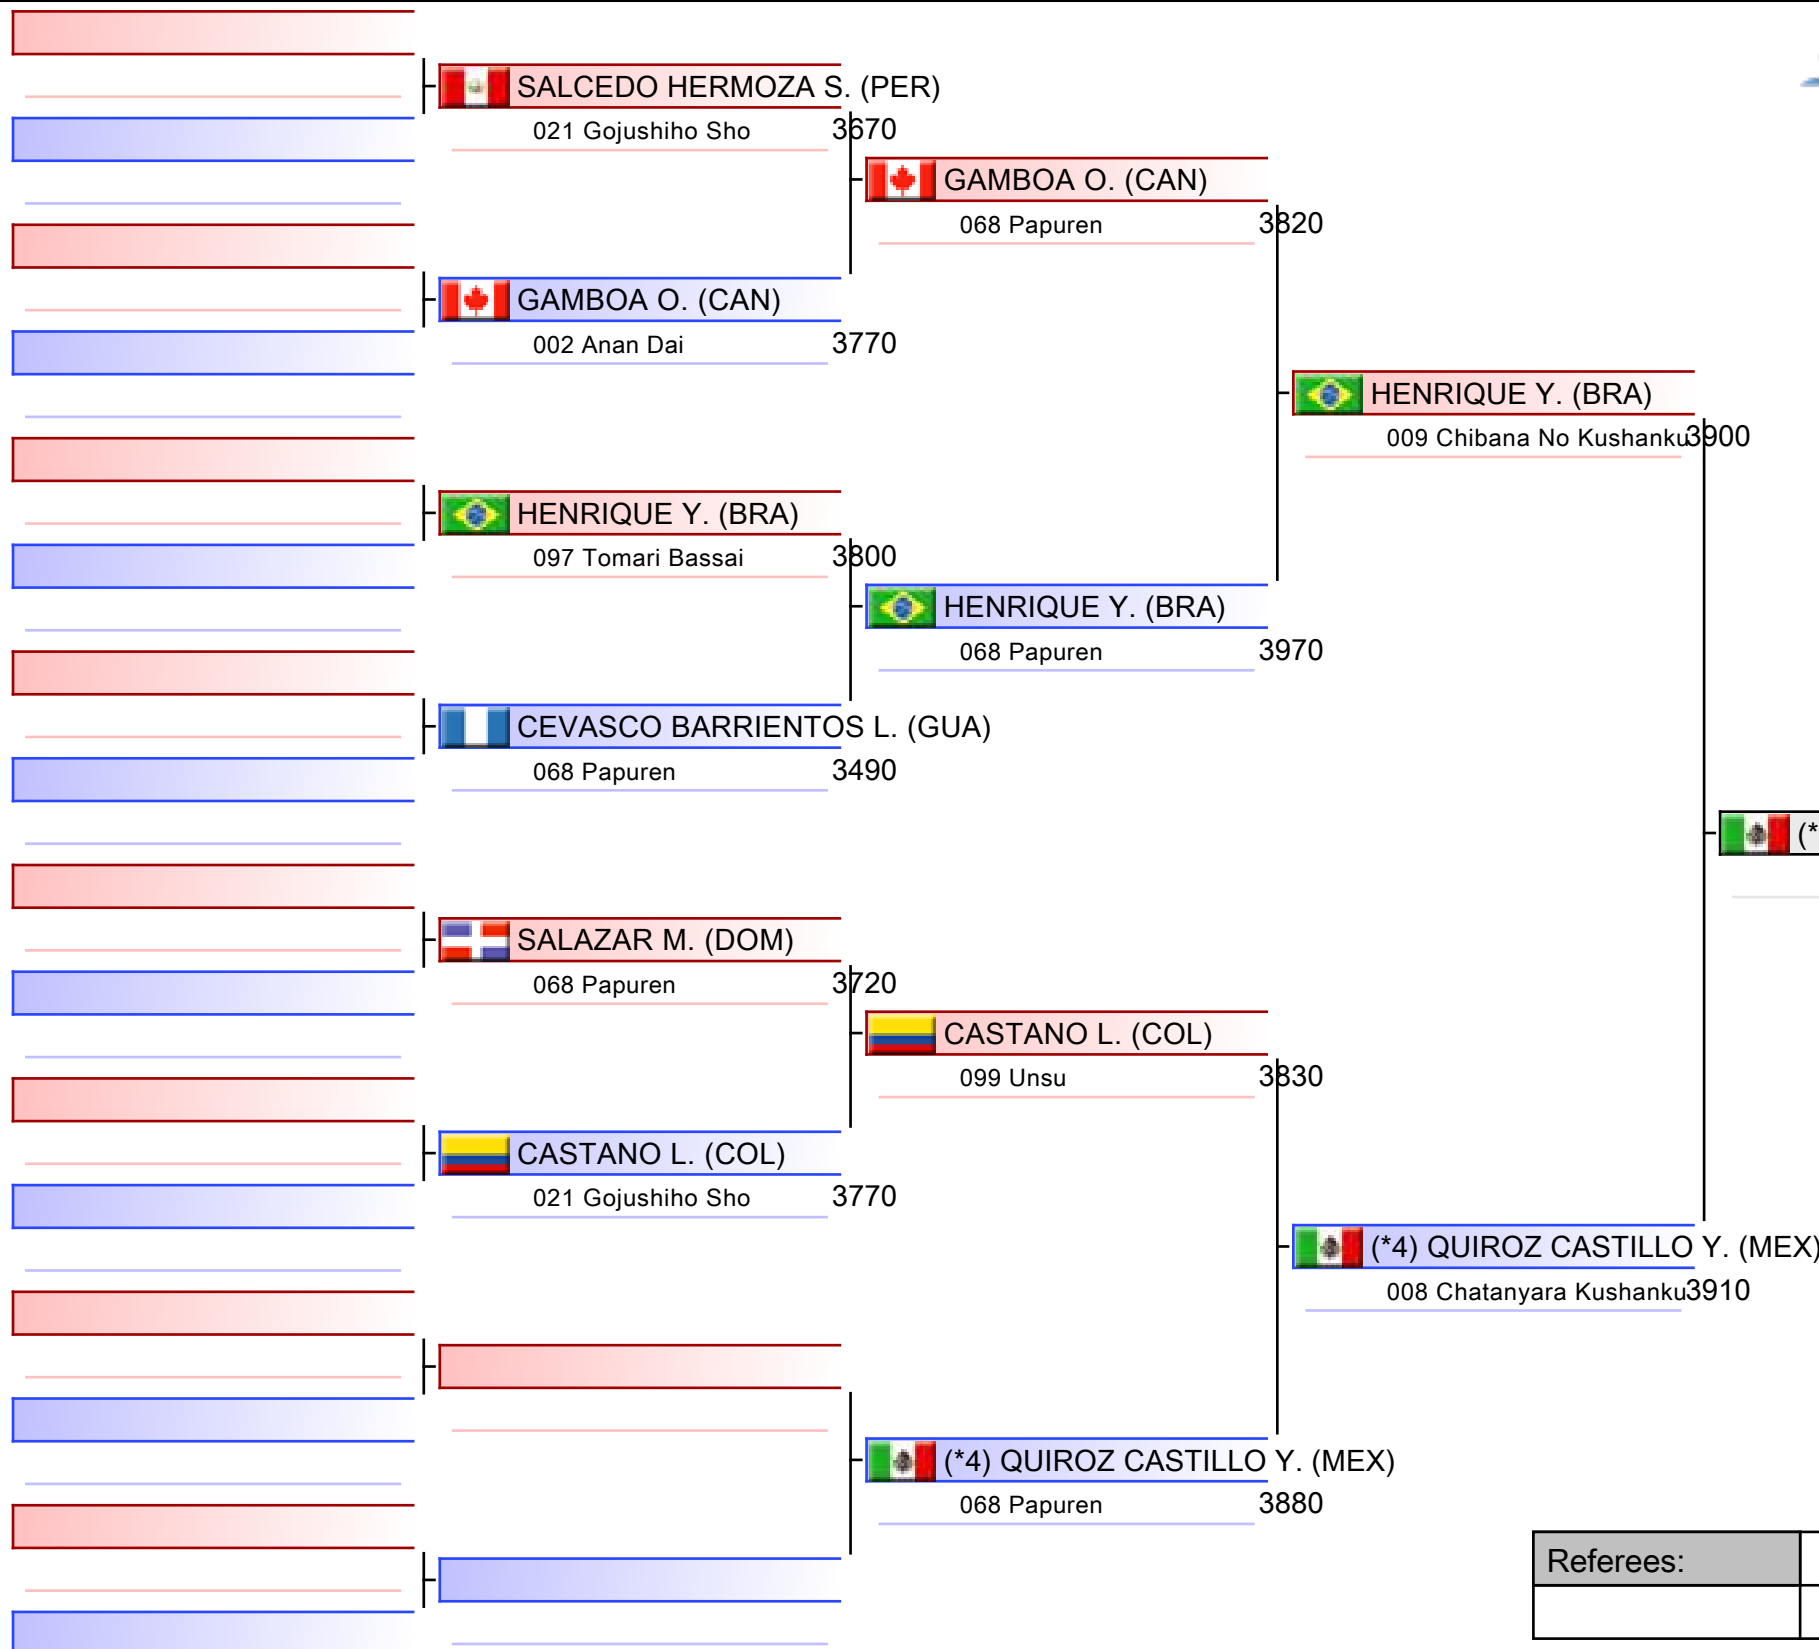 SALCEDO HERMOZA S. (PER)
021 Gojushiho Sho 3670
GAMBOA O. (CAN)
068 Papuren 3820
GAMBOA O. (CAN)
002 Anan Dai 3770
HENRIQUE Y. (BRA)
009 Chibana No Kushanku 3900
HENRIQUE Y. (BRA)
097 Tomari Bassai 3800
HENRIQUE Y. (BRA)
068 Papuren 3970
CEVASCO BARRIENTOS L. (GUA)
068 Papuren 3490
(*
SALAZAR M. (DOM)
068 Papuren 3720
CASTANO L. (COL)
099 Unsu 3830
CASTANO L. (COL)
021 Gojushiho Sho 3770
(*4) QUIROZ CASTILLO Y. (MEX)
008 Chatanyara Kushanku 3910
(*4) QUIROZ CASTILLO Y. (MEX)
068 Papuren 3880
Referees: